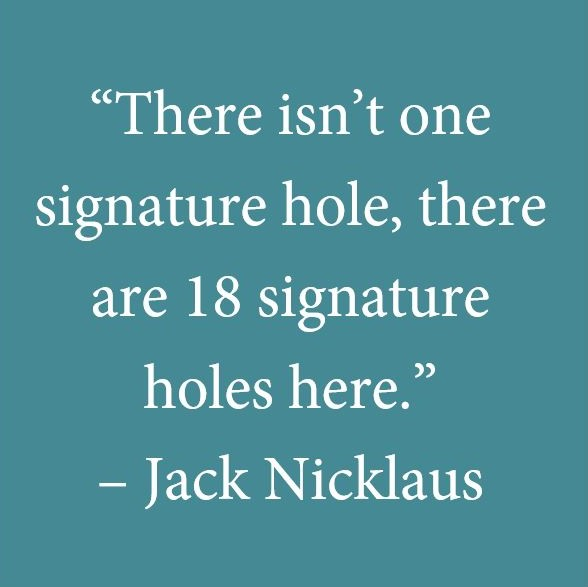 “There isn’t one
signature hole, there
are 18 signature
holes here.”
– Jack Nicklaus